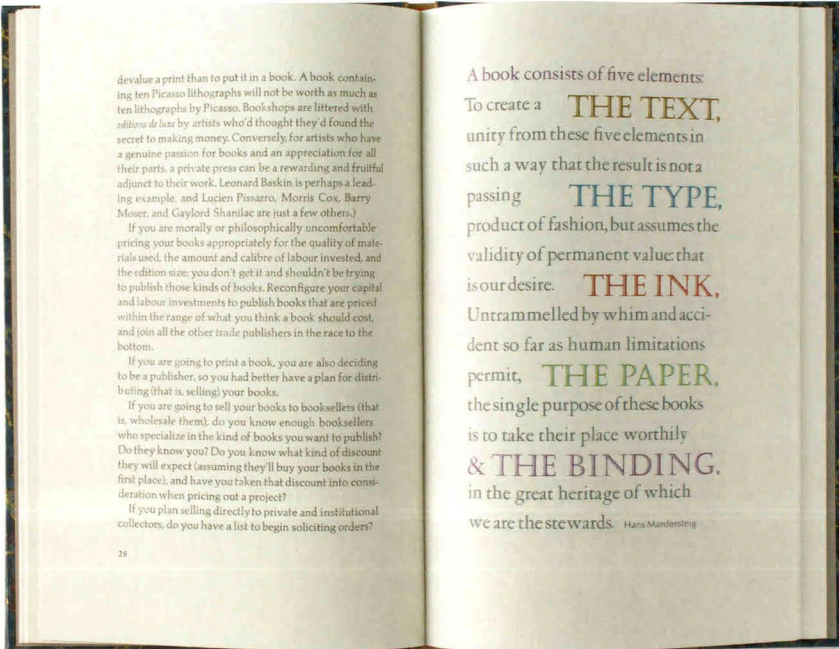 devalue a print than to put it in a book. A book contain-
ing ten Picasso lithographs will not be worth as much as
ten lithographs by Picasso. Bookshops are littered with
editions de luxe by artists who'd thought they'd found the
secret to making money. Conversely, for artists who have
a genuine passion for books and an appreciation for all
their parts, a private press can be a rewarding and fruitful
adjunct to their work. Leonard Baskin is perhaps a lead-
ing example, and Lucien Pissarro, Morris Cox, Barry
Moser, and Gaylord Shanilac are just a few others.)
If you are morally or philosophically uncomfortable
pricing your books appropriately for the quality of mate-
rials used, the amount and calibre of labour invested, and
the edition size: you don't get it and shouldn't be trying
to publish those kinds of books. Reconfigure your capital
and labour investments to publish books that are priced
within the range of what you think a book should cost,
and join all the other trade publishers in the race to the
bottom.
If you are going to print a book, you are also deciding
to be a publisher, so you had better have a plan for distri-
buting (that is, selling) your books.
If you are going to sell your books to booksellers (that
is, wholesale them), do you know enough booksellers
who specialize in the kind of books you want to publish?
Do they know you? Do you know what kind of discount
they will expect (assuming they'll buy your books in the
first place), and have you taken that discount into consi-
deration when pricing out a project?
If you plan selling directly to private and institutional
collectors, do you have a list to begin soliciting orders?
28
A book consists of five elements:
To create a THE TEXT,
unity from these five elements in
such a way that the result is not a
passing THE TYPE,
product of fashion, but assumes the
validity of permanent value: that
is our desire. THE INK,
Untrammelled by whim and acci-
dent so far as human limitations
permit, THE PAPER,
the single purpose of these books
is to take their place worthily
& THE BINDING.
in the great heritage of which
we are the stewards. Hans Mardersteig